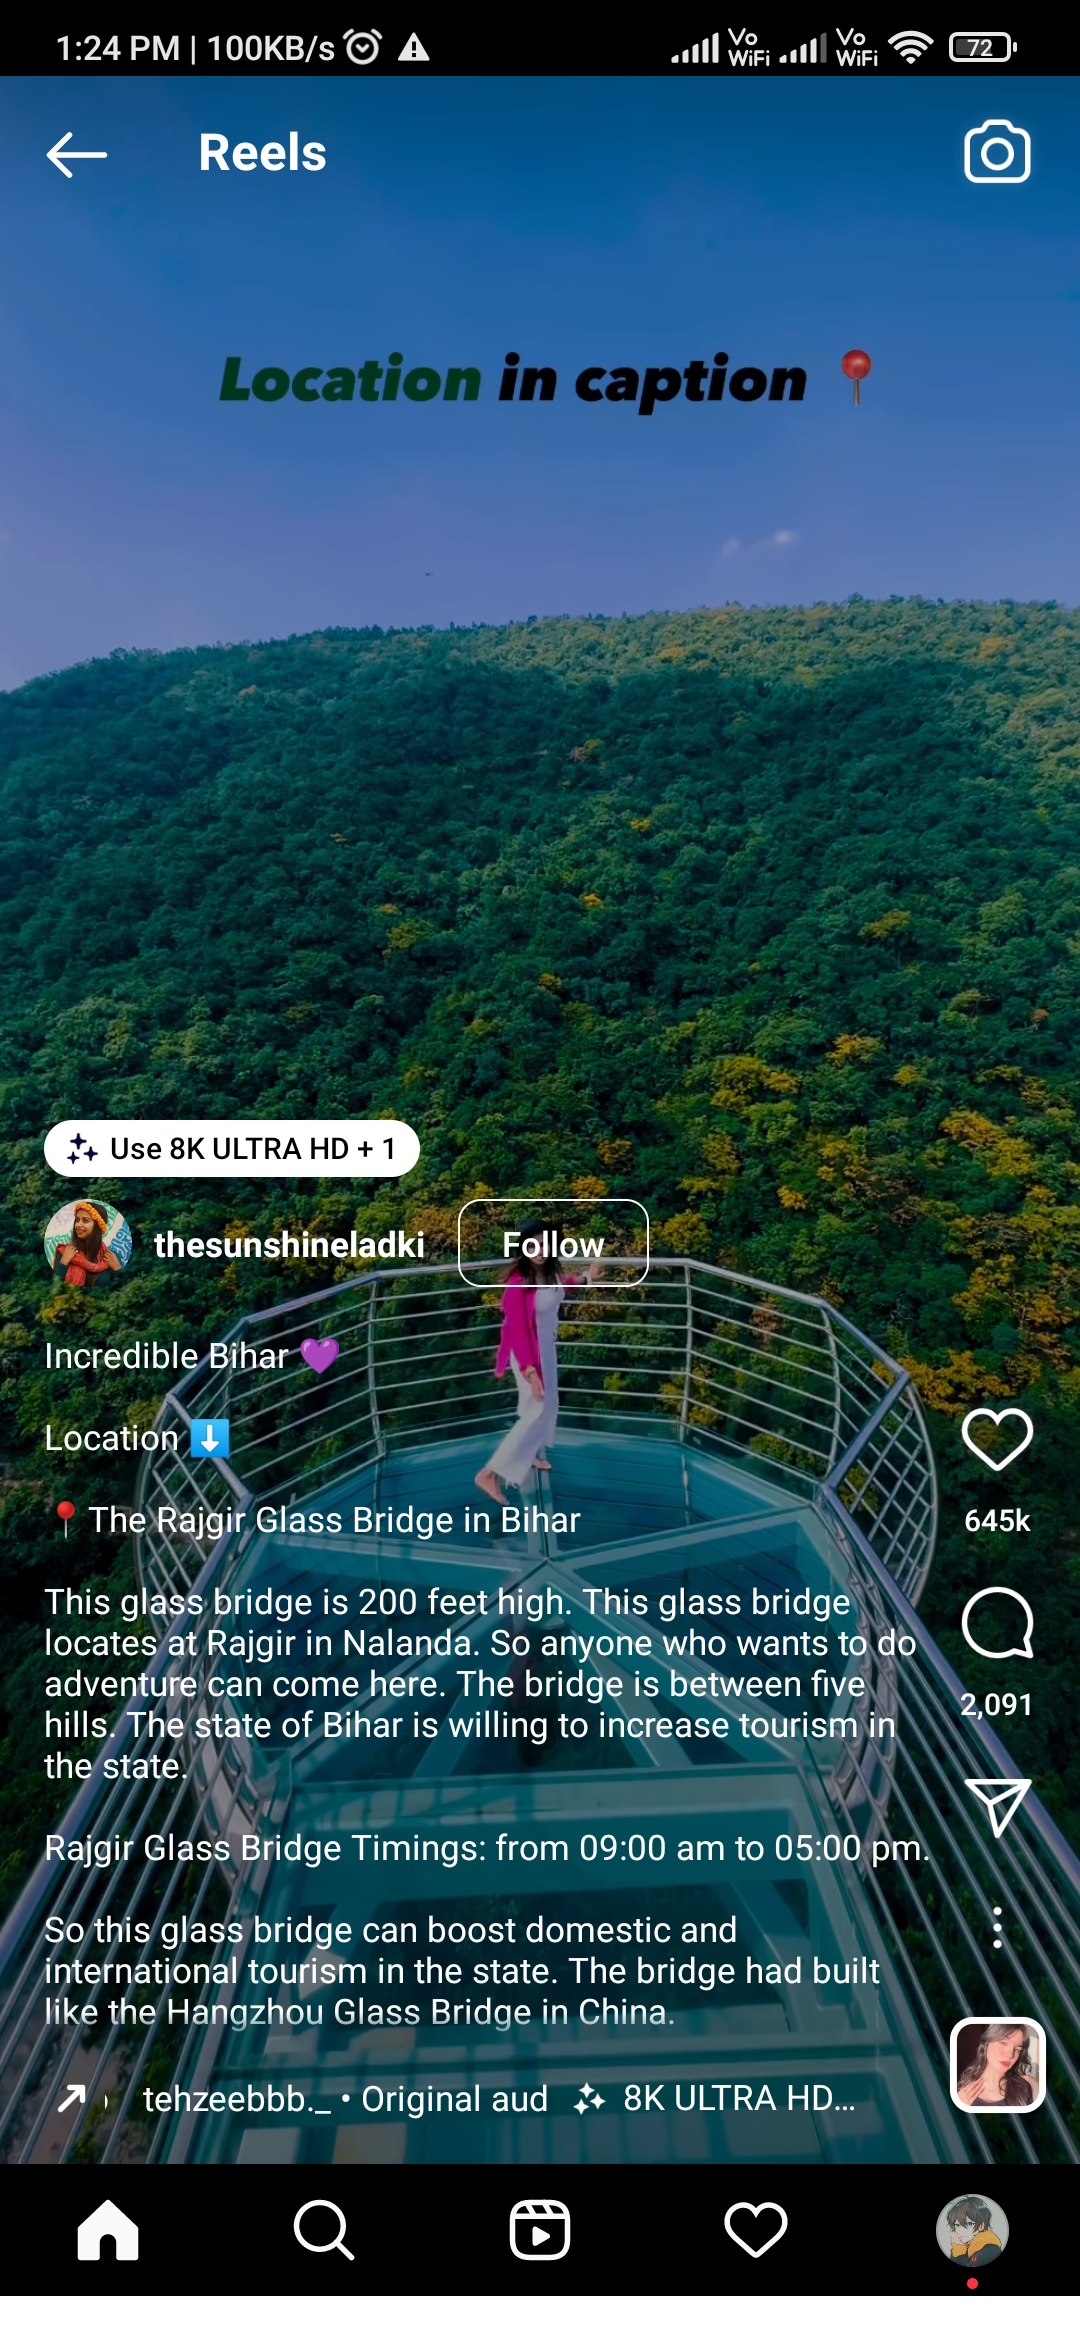 1:24 PM | 100KB/s
Vo WiFi Vo WiFi 72
Reels
Location in caption 📍
Use 8K ULTRA HD + 1
thesunshineladki Follow
Incredible Bihar 💜
Location ⬇️
📍The Rajgir Glass Bridge in Bihar
This glass bridge is 200 feet high. This glass bridge
locates at Rajgir in Nalanda. So anyone who wants to do
adventure can come here. The bridge is between five
hills. The state of Bihar is willing to increase tourism in
the state.
Rajgir Glass Bridge Timings: from 09:00 am to 05:00 pm.
So this glass bridge can boost domestic and
international tourism in the state. The bridge had built
like the Hangzhou Glass Bridge in China.
645k
2,091
tehzeebbb._ • Original aud 8K ULTRA HD...